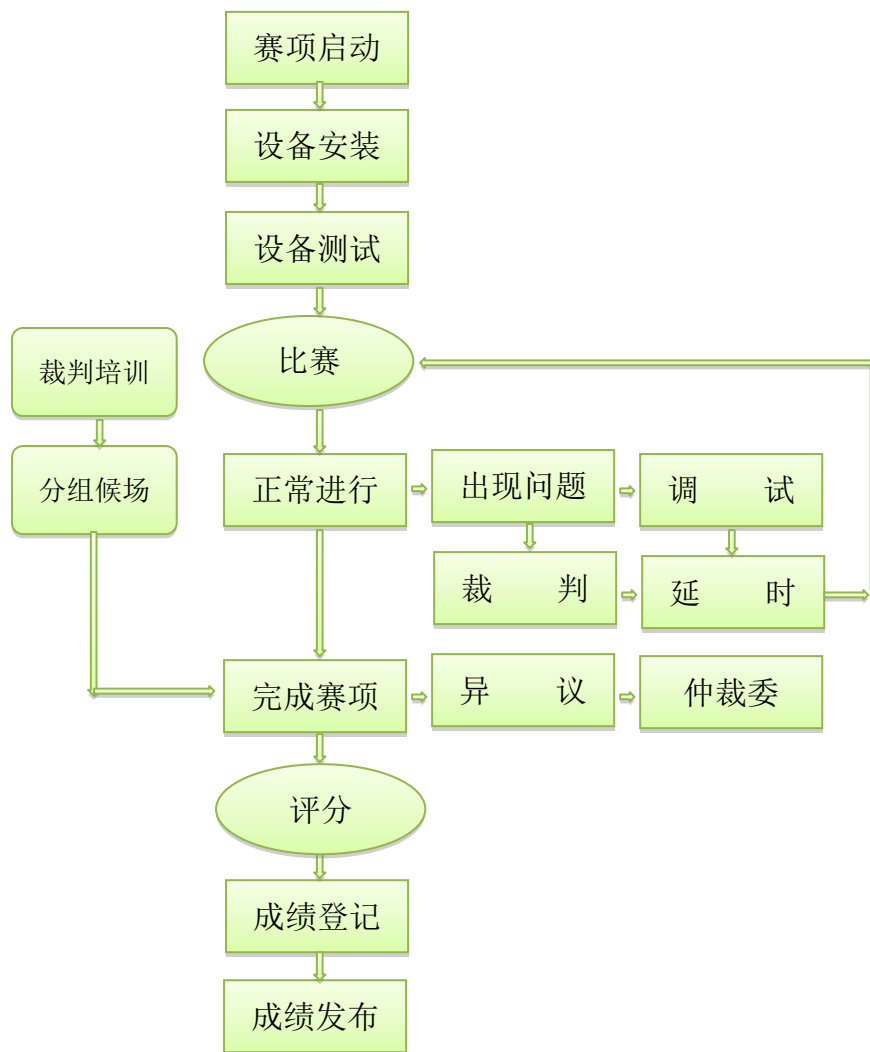 赛项启动
设备安装
设备测试
比赛
裁判培训
分组候场
正常进行
出现问题
调 试
裁 判
延 时
完成赛项
异 议
仲裁委
评分
成绩登记
成绩发布